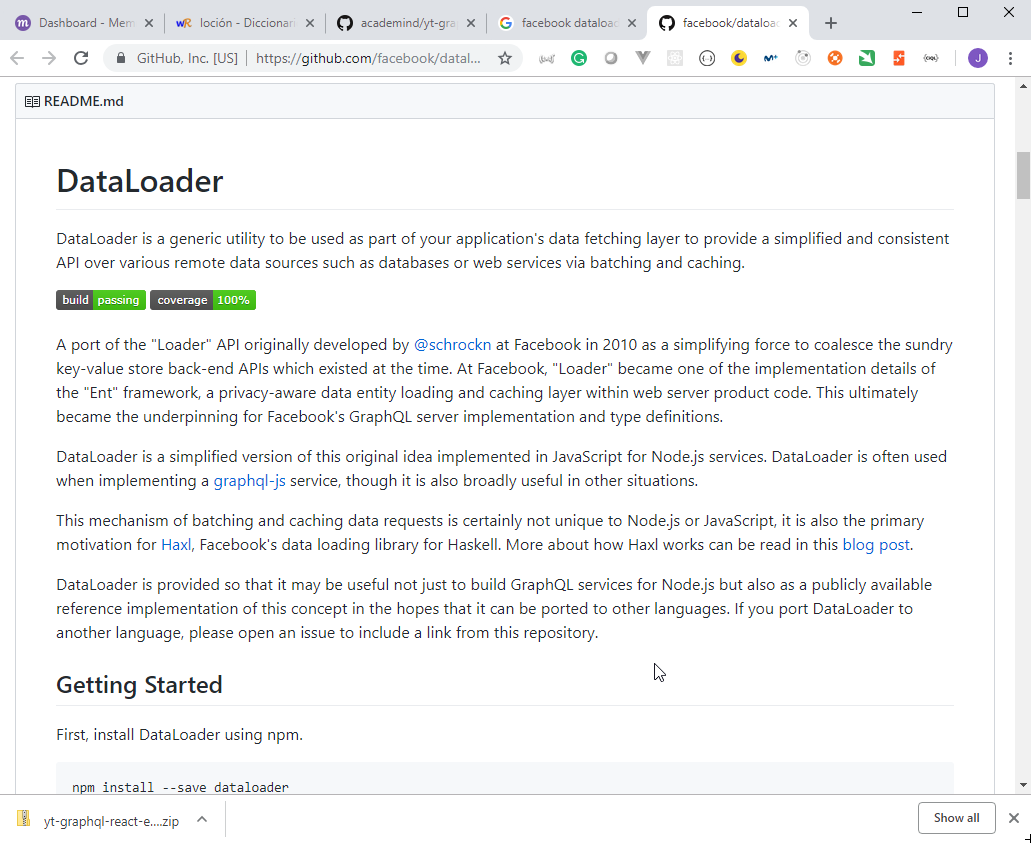 Dashboard - Mem
loción - Diccionari
academind/yt-gra
facebook dataloa
facebook/dataloa
GitHub, Inc. [US] | https://github.com/facebook/datal...
J
README.md
DataLoader
DataLoader is a generic utility to be used as part of your application's data fetching layer to provide a simplified and consistent
API over various remote data sources such as databases or web services via batching and caching.
build passing coverage 100%
A port of the "Loader" API originally developed by @schrockn at Facebook in 2010 as a simplifying force to coalesce the sundry
key-value store back-end APIs which existed at the time. At Facebook, "Loader" became one of the implementation details of
the "Ent" framework, a privacy-aware data entity loading and caching layer within web server product code. This ultimately
became the underpinning for Facebook's GraphQL server implementation and type definitions.
DataLoader is a simplified version of this original idea implemented in JavaScript for Node.js services. DataLoader is often used
when implementing a graphql-js service, though it is also broadly useful in other situations.
This mechanism of batching and caching data requests is certainly not unique to Node.js or JavaScript, it is also the primary
motivation for Haxl, Facebook's data loading library for Haskell. More about how Haxl works can be read in this blog post.
DataLoader is provided so that it may be useful not just to build GraphQL services for Node.js but also as a publicly available
reference implementation of this concept in the hopes that it can be ported to other languages. If you port DataLoader to
another language, please open an issue to include a link from this repository.
Getting Started
First, install DataLoader using npm.
npm install --save dataloader
yt-graphql-react-e....zip
Show all